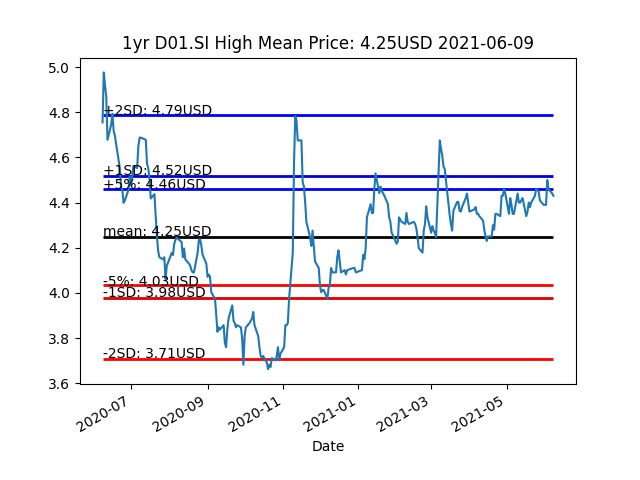 1yr D01.SI High Mean Price: 4.25USD 2021-06-09
5.0
4.8
4.6
4.4
4.2
4.0
3.8
3.6
+2SD: 4.79USD
+1SD: 4.52USD
+5%: 4.46USD
mean: 4.25USD
-5%: 4.03USD
-1SD: 3.98USD
-2SD: 3.71USD
2020-07
2020-09
2020-11
2021-01
2021-03
2021-05
Date